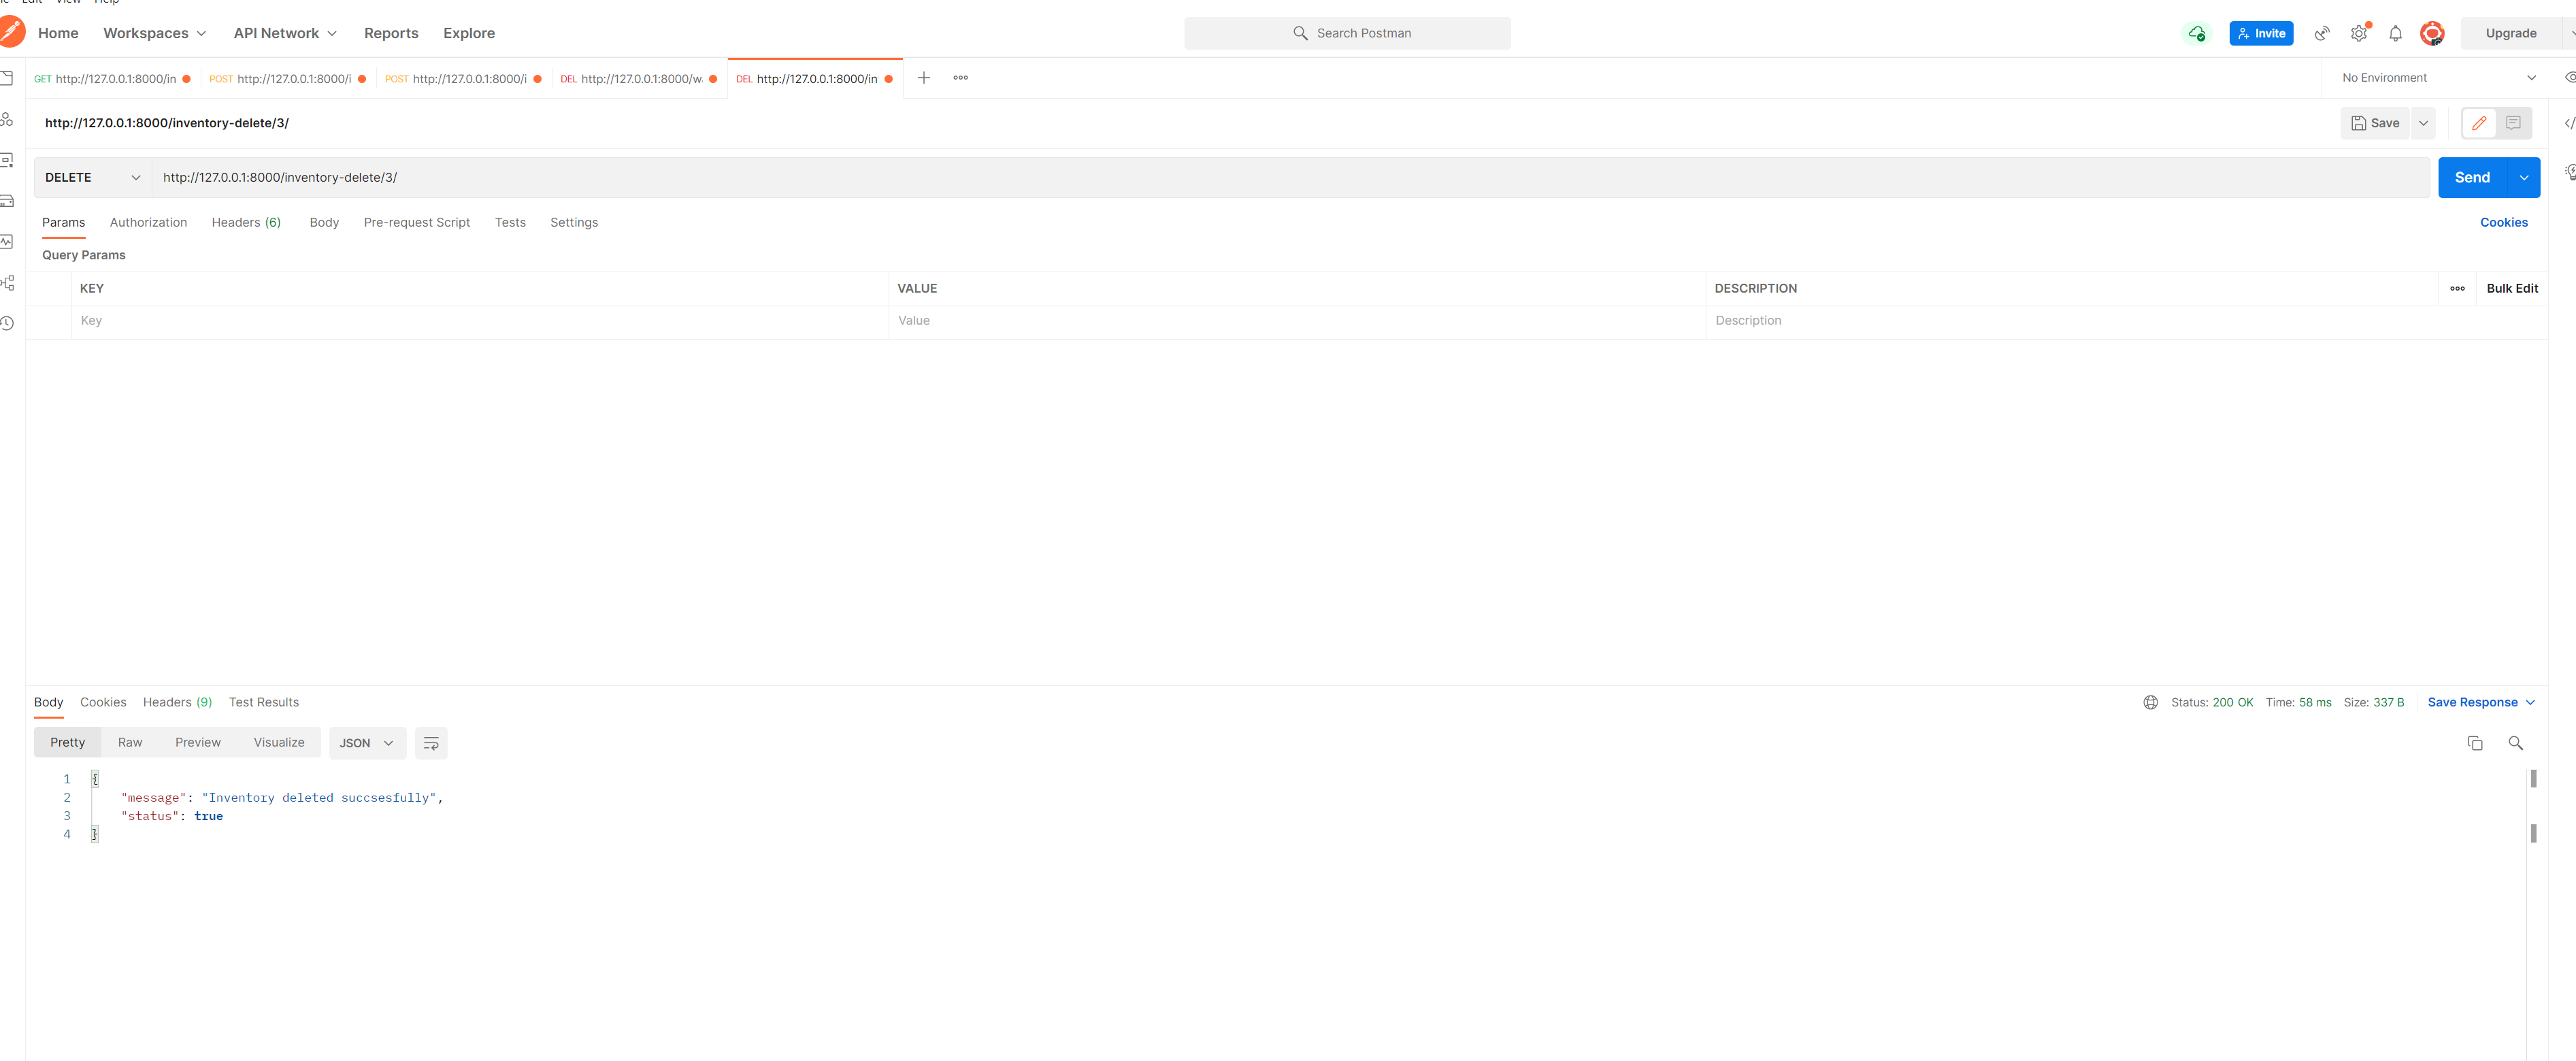 Edit View Help
Home Workspaces API Network Reports Explore Search Postman Invite Upgrade
GET http://127.0.0.1:8000/in POST http://127.0.0.1:8000/i POST http://127.0.0.1:8000/i DEL http://127.0.0.1:8000/w DEL http://127.0.0.1:8000/in No Environment
http://127.0.0.1:8000/inventory-delete/3/ Save
DELETE http://127.0.0.1:8000/inventory-delete/3/ Send
Params Authorization Headers (6) Body Pre-request Script Tests Settings Cookies
Query Params
KEY VALUE DESCRIPTION Bulk Edit
Key Value Description
Body Cookies Headers (9) Test Results Status: 200 OK Time: 58 ms Size: 337 B Save Response
Pretty Raw Preview Visualize JSON
1 {
2 "message": "Inventory deleted succsesfully",
3 "status": true
4 }